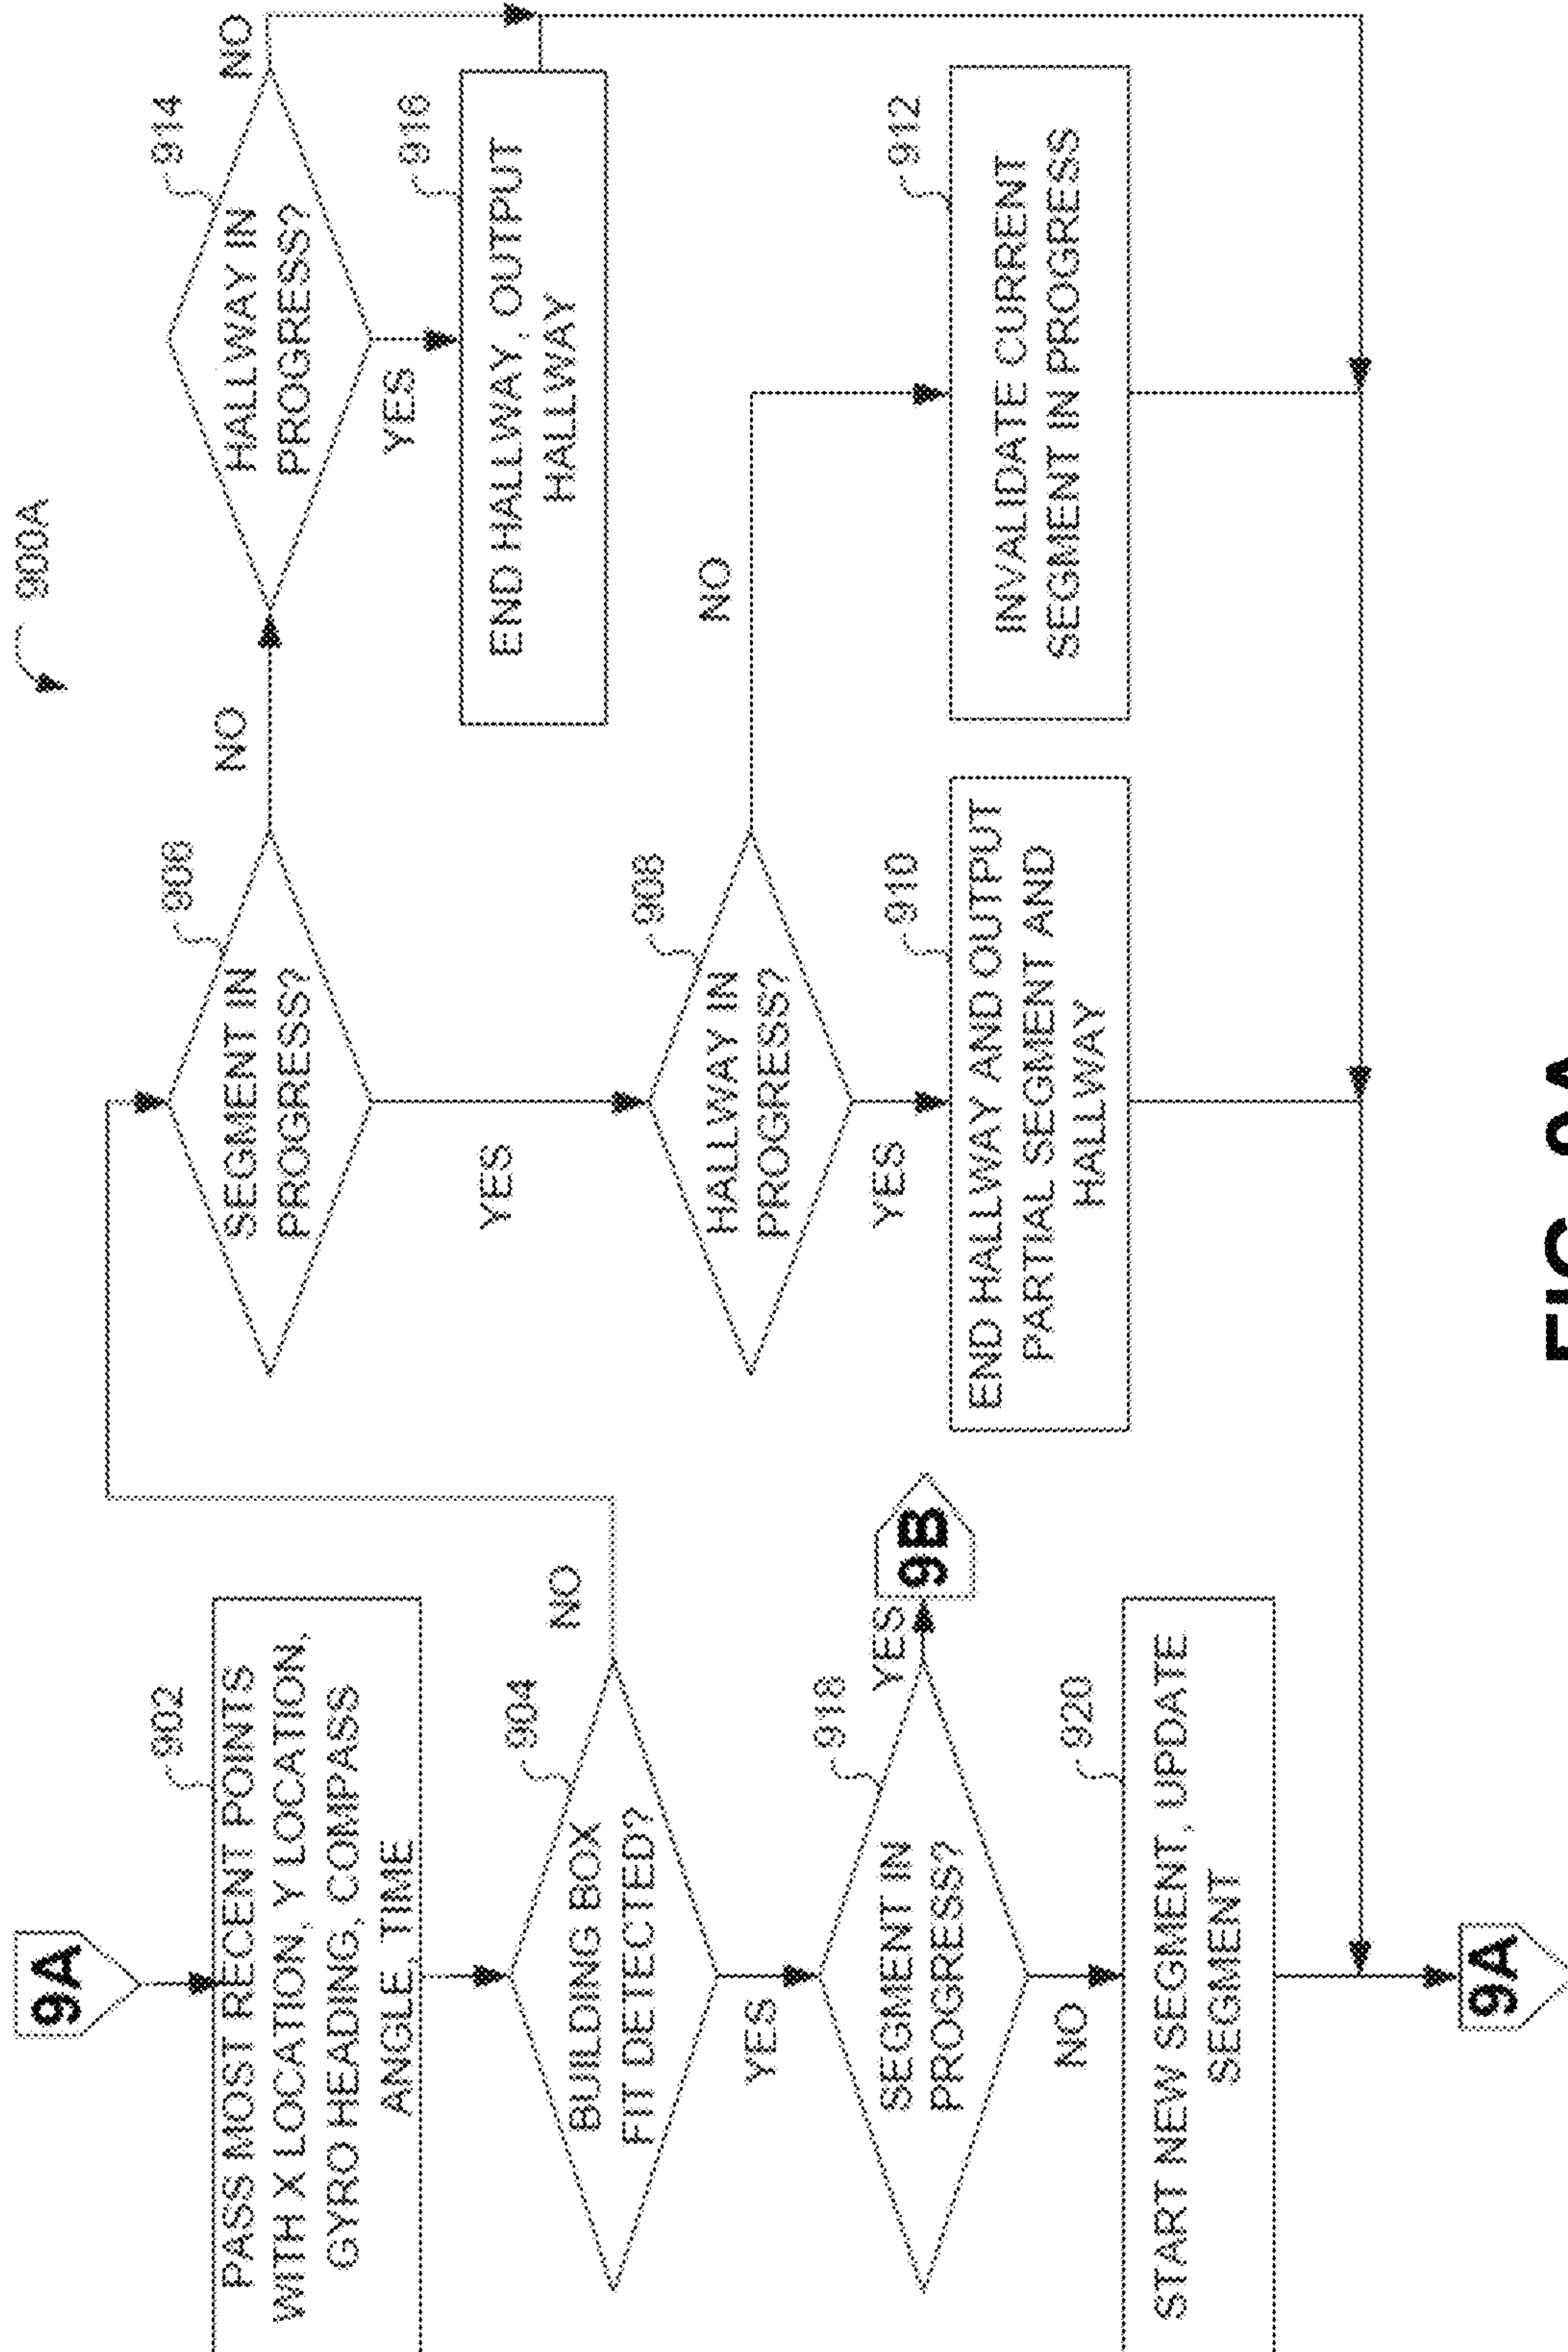 900A
9A
902
PASS MOST RECENT POINTS
WITH X LOCATION, Y LOCATION,
GYRO HEADING, COMPASS
ANGLE, TIME
904
BUILDING BOX
FIT DETECTED?
NO
YES
918
SEGMENT IN
PROGRESS?
YES
9B
NO
920
START NEW SEGMENT, UPDATE
SEGMENT
9A
906
SEGMENT IN
PROGRESS?
NO
YES
908
HALLWAY IN
PROGRESS?
NO
YES
910
END HALLWAY AND OUTPUT
PARTIAL SEGMENT AND
HALLWAY
914
HALLWAY IN
PROGRESS?
NO
YES
916
END HALLWAY, OUTPUT
HALLWAY
912
INVALIDATE CURRENT
SEGMENT IN PROGRESS